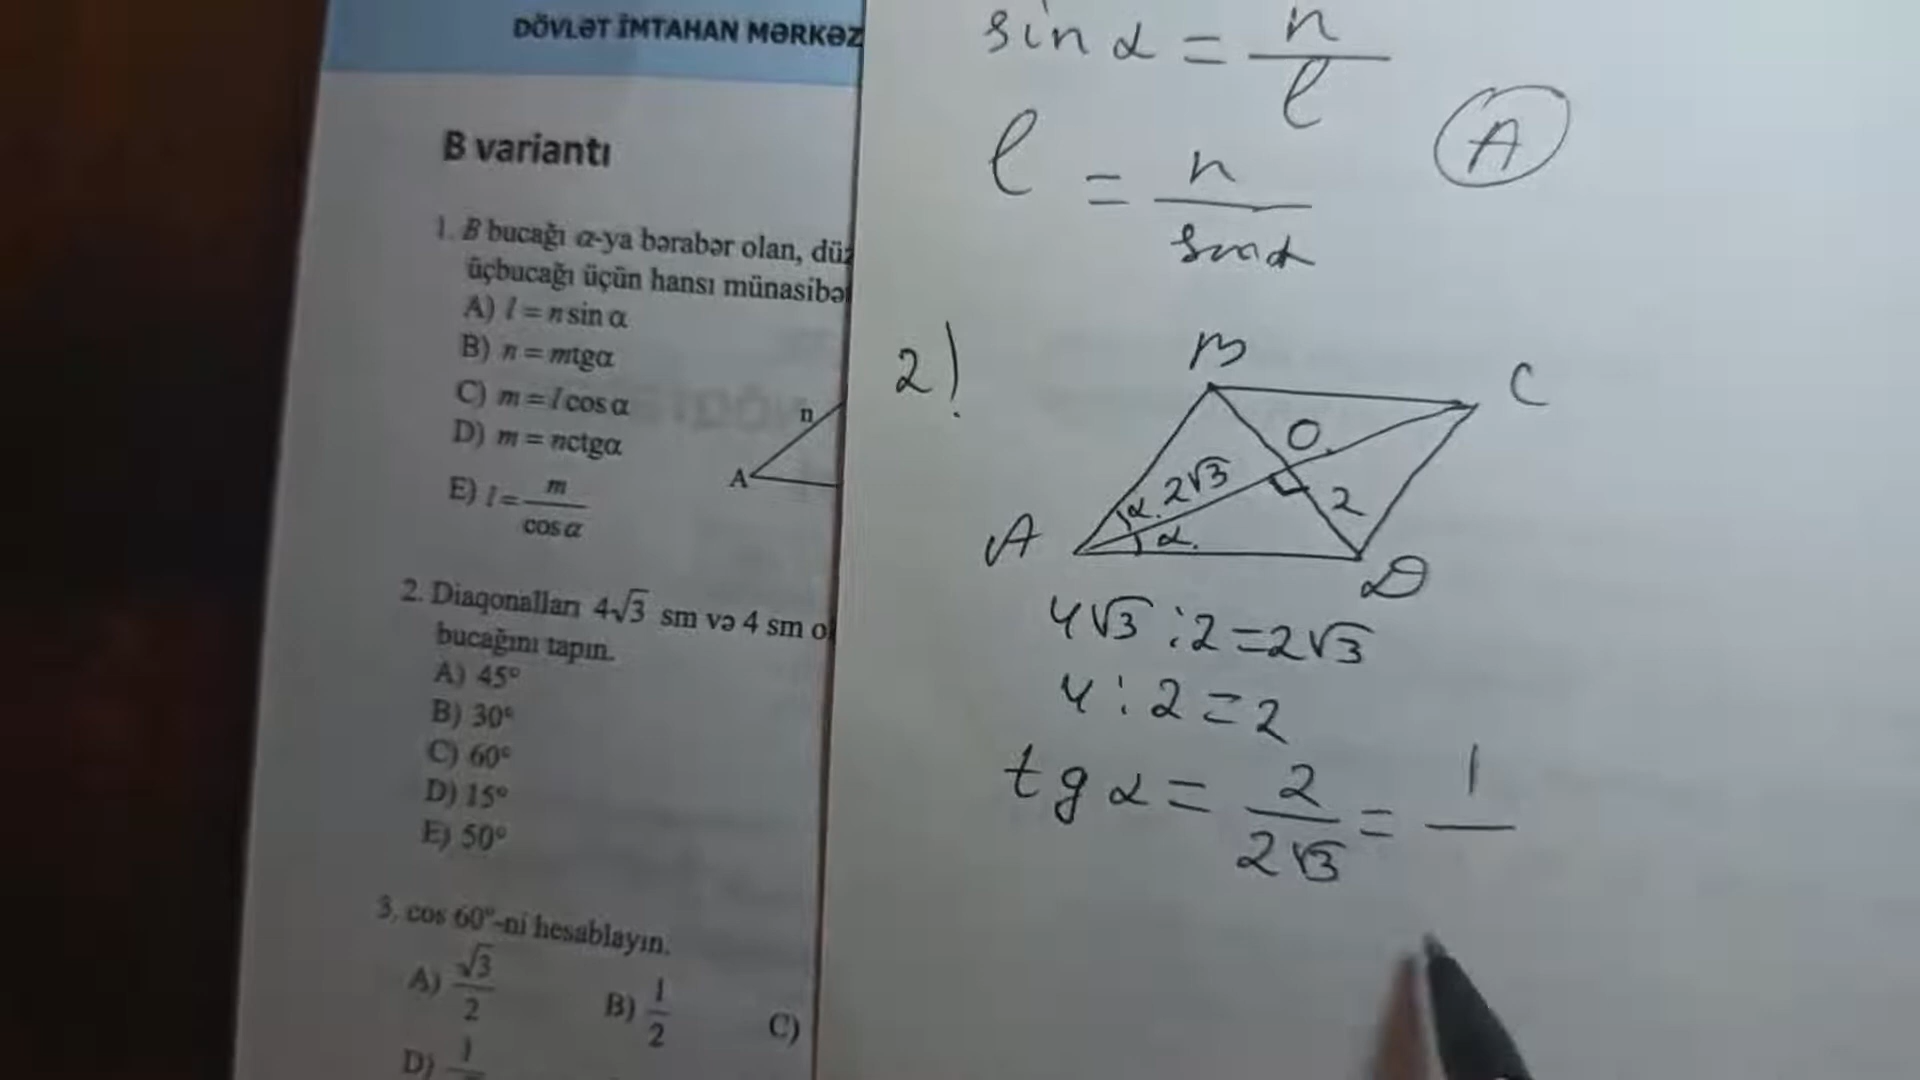 DÖVLƏT İMTAHAN MƏRKƏZ
B variantı
1. B bucağı α-ya bərabər olan, düz
üçbucağı üçün hansı münasibə
A) l = n sin α
B) n = mtgα
C) m = l cos α
D) m = nctgα
E) l = m/cos α
n
A
2. Diaqonalları 4√3 sm və 4 sm o
bucağını tapın.
A) 45°
B) 30°
C) 60°
D) 15°
E) 50°
3. cos 60°-ni hesablayın.
A) √3/2 B) 1/2 C)
D) 1
sin α = n/l
l = n/sin α
A
2)
B
C
O
2√3
2
α
α
A
D
4√3 : 2 = 2√3
4 : 2 = 2
tg α = 2/2√3 = 1